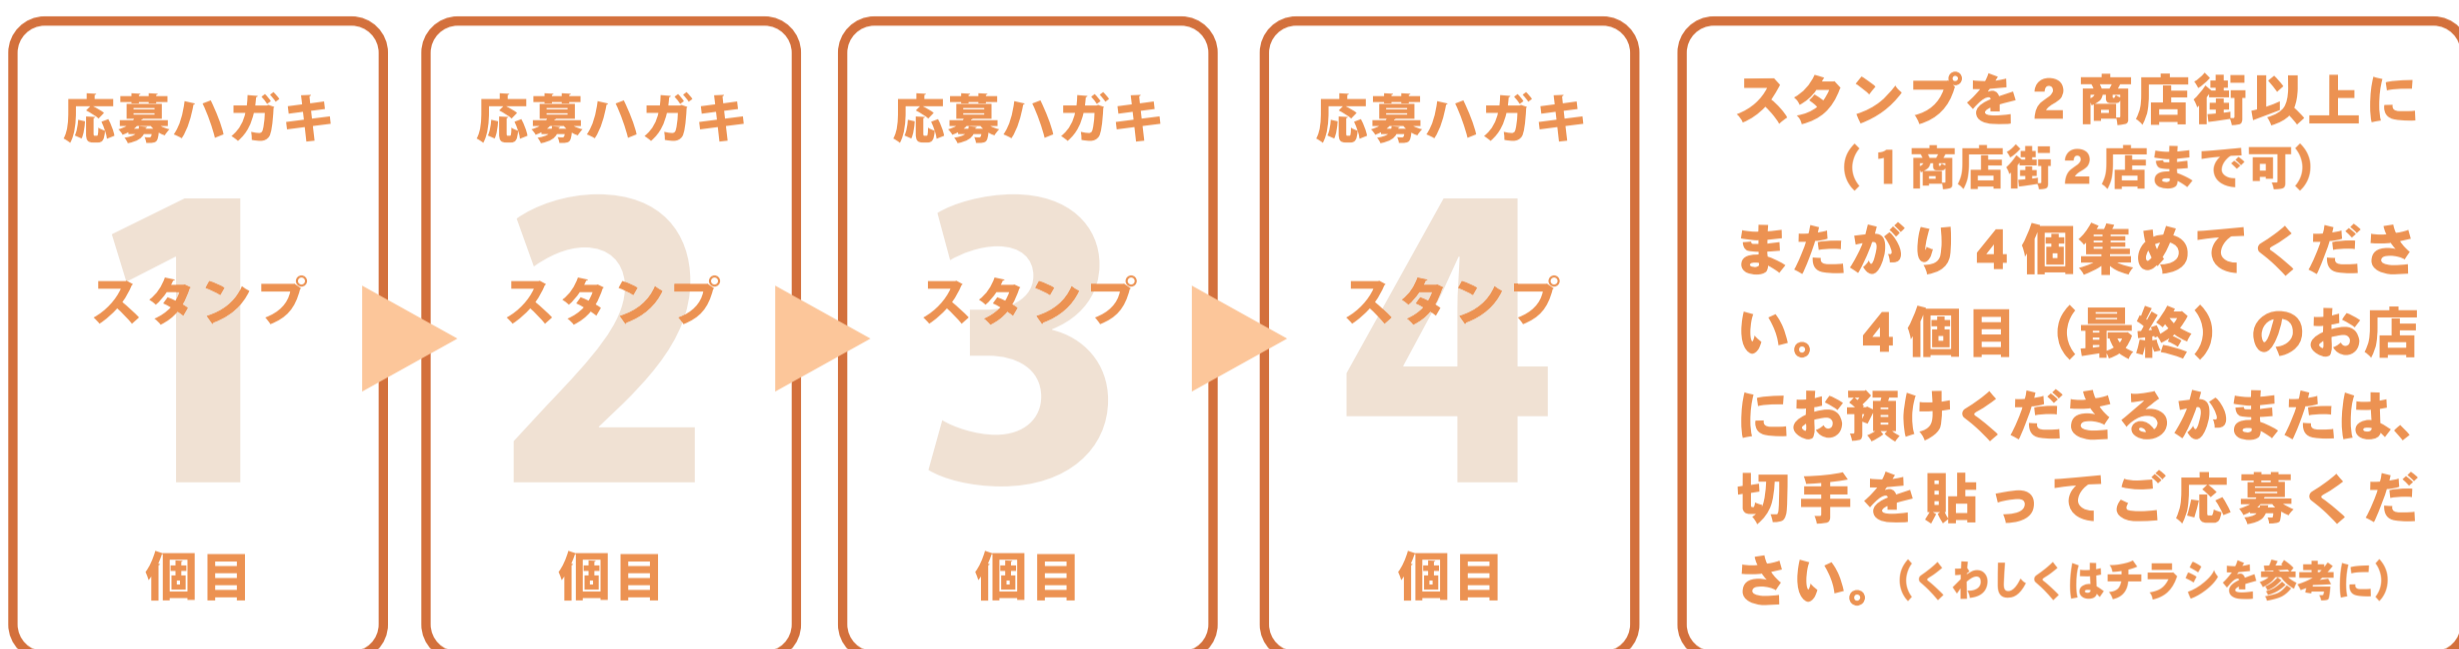 応募ハガキ
1
スタンプ
個目
応募ハガキ
2
スタンプ
個目
応募ハガキ
3
スタンプ
個目
応募ハガキ
4
スタンプ
個目
スタンプを2商店街以上に
（1商店街2店まで可）
またがり4個集めてくださ
い。4個目（最終）のお店
にお預けくださるかまたは、
切手を貼ってご応募くだ
さい。（くわしくはチラシを参考に）